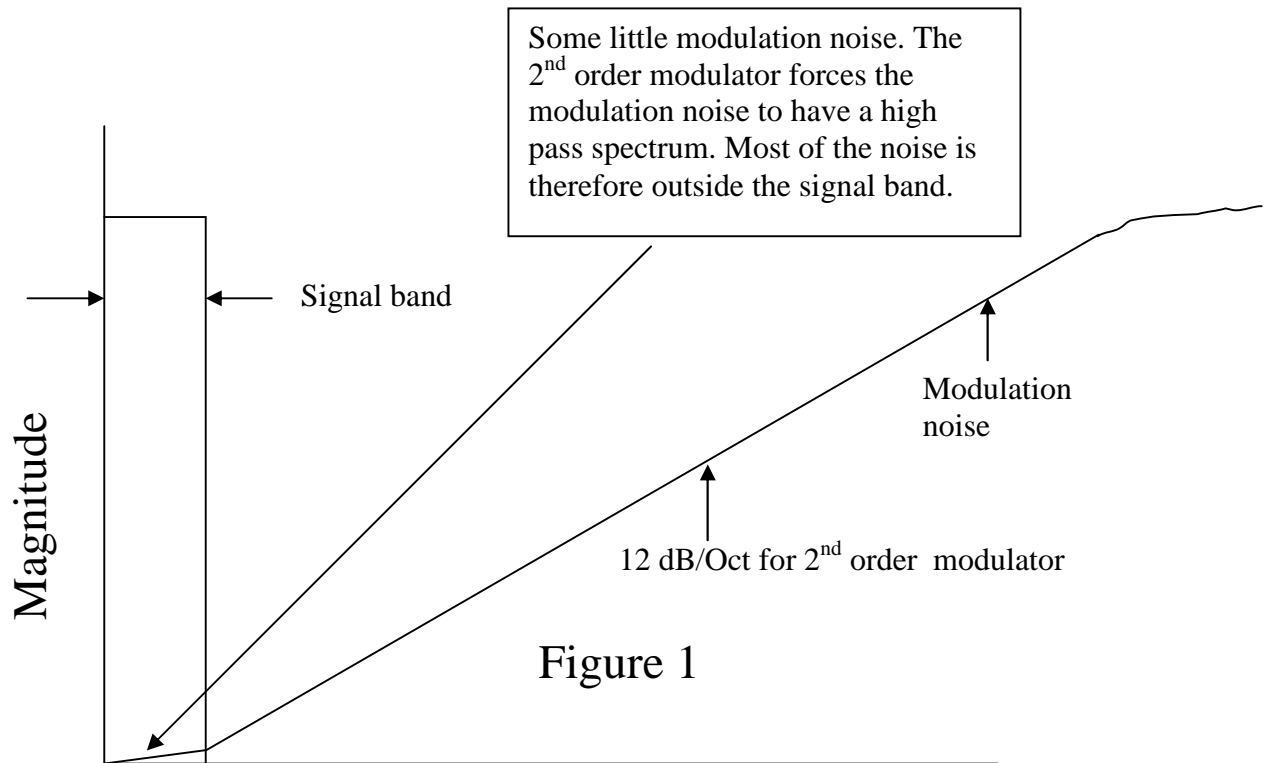 Some little modulation noise. The
2nd order modulator forces the
modulation noise to have a high
pass spectrum. Most of the noise is
therefore outside the signal band.
Signal band
Modulation
noise
Magnitude
12 dB/Oct for 2nd order modulator
Figure 1